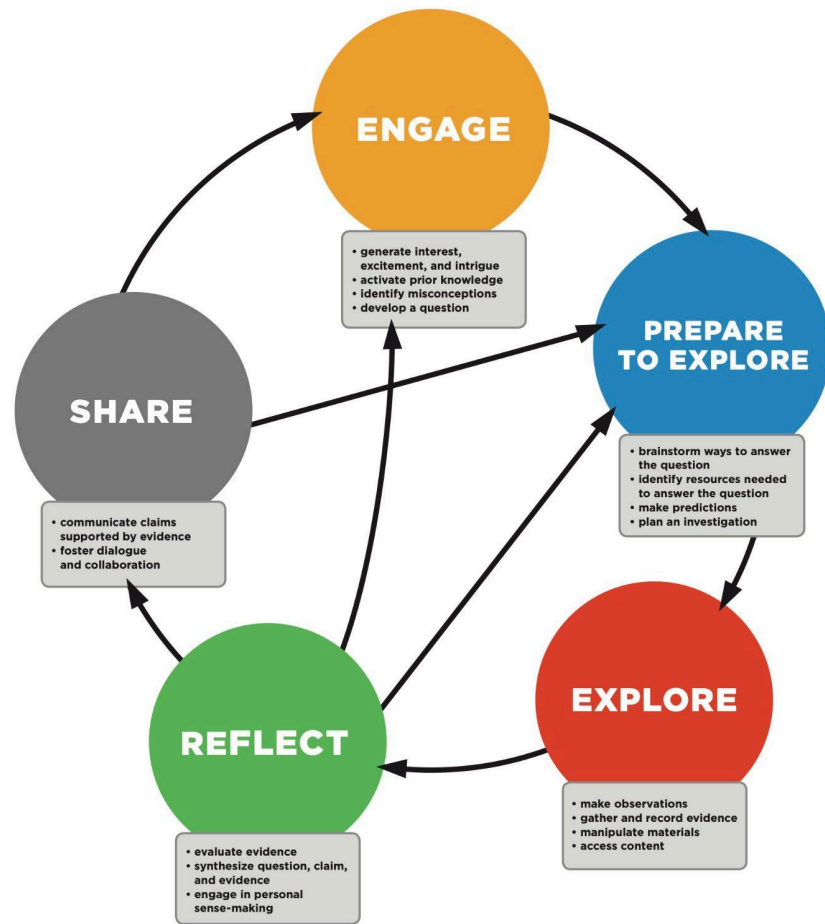 ENGAGE
• generate interest,
excitement, and intrigue
• activate prior knowledge
• identify misconceptions
• develop a question
PREPARE
TO EXPLORE
• brainstorm ways to answer
the question
• identify resources needed
to answer the question
• make predictions
• plan an investigation
EXPLORE
• make observations
• gather and record evidence
• manipulate materials
• access content
REFLECT
• evaluate evidence
• synthesize question, claim,
and evidence
• engage in personal
sense-making
SHARE
• communicate claims
supported by evidence
• foster dialogue
and collaboration